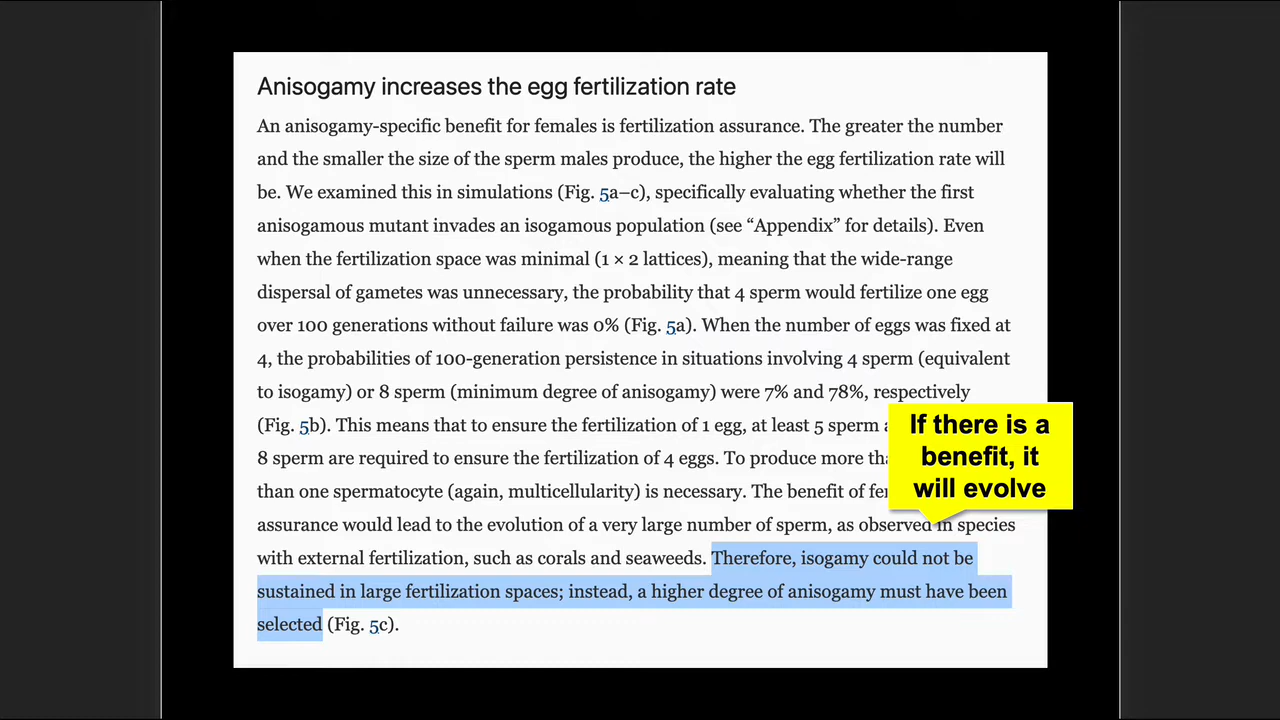 Anisogamy increases the egg fertilization rate
An anisogamy-specific benefit for females is fertilization assurance. The greater the number
and the smaller the size of the sperm males produce, the higher the egg fertilization rate will
be. We examined this in simulations (Fig. 5a–c), specifically evaluating whether the first
anisogamous mutant invades an isogamous population (see “Appendix” for details). Even
when the fertilization space was minimal (1 × 2 lattices), meaning that the wide-range
dispersal of gametes was unnecessary, the probability that 4 sperm would fertilize one egg
over 100 generations without failure was 0% (Fig. 5a). When the number of eggs was fixed at
4, the probabilities of 100-generation persistence in situations involving 4 sperm (equivalent
to isogamy) or 8 sperm (minimum degree of anisogamy) were 7% and 78%, respectively
(Fig. 5b). This means that to ensure the fertilization of 1 egg, at least 5 sperm
8 sperm are required to ensure the fertilization of 4 eggs. To produce more
than one spermatocyte (again, multicellularity) is necessary. The benefit of
assurance would lead to the evolution of a very large number of sperm, as observed in species
with external fertilization, such as corals and seaweeds. Therefore, isogamy could not be
sustained in large fertilization spaces; instead, a higher degree of anisogamy must have been
selected (Fig. 5c).
If there is a
benefit, it
will evolve